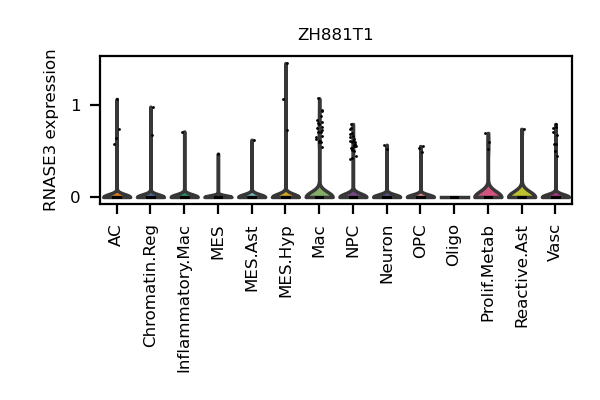 ZH881T1
RNASE3 expression
1
0
AC
Chromatin.Reg
Inflammatory.Mac
MES
MES.Ast
MES.Hyp
Mac
NPC
Neuron
OPC
Oligo
Prolif.Metab
Reactive.Ast
Vasc